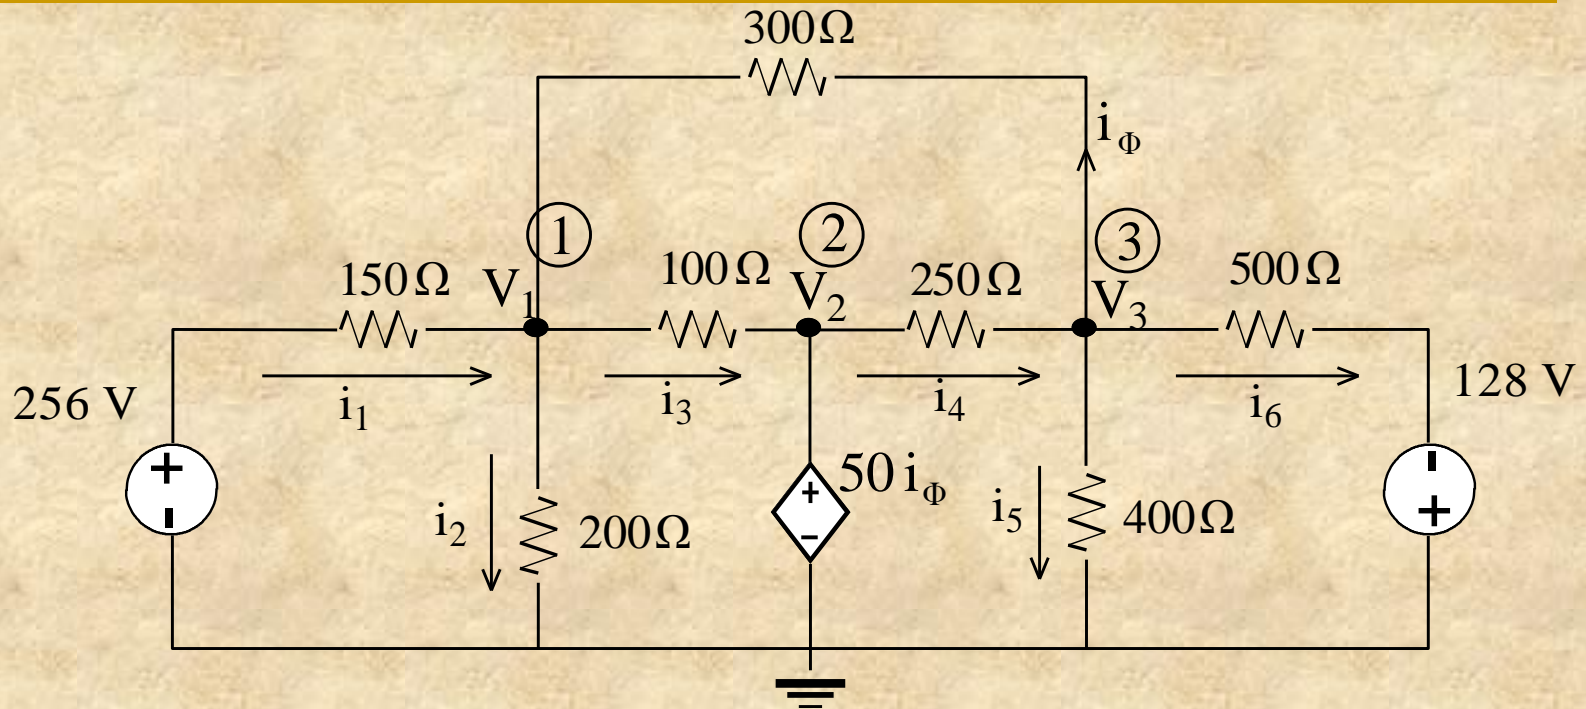 300Ω
i_Φ
1
2
3
150Ω
V₁
100Ω
V₂
250Ω
V₃
500Ω
256 V
i₁
i₃
i₄
i₆
128 V
+
-
i₂
200Ω
+
-
50 i_Φ
i₅
400Ω
-
+